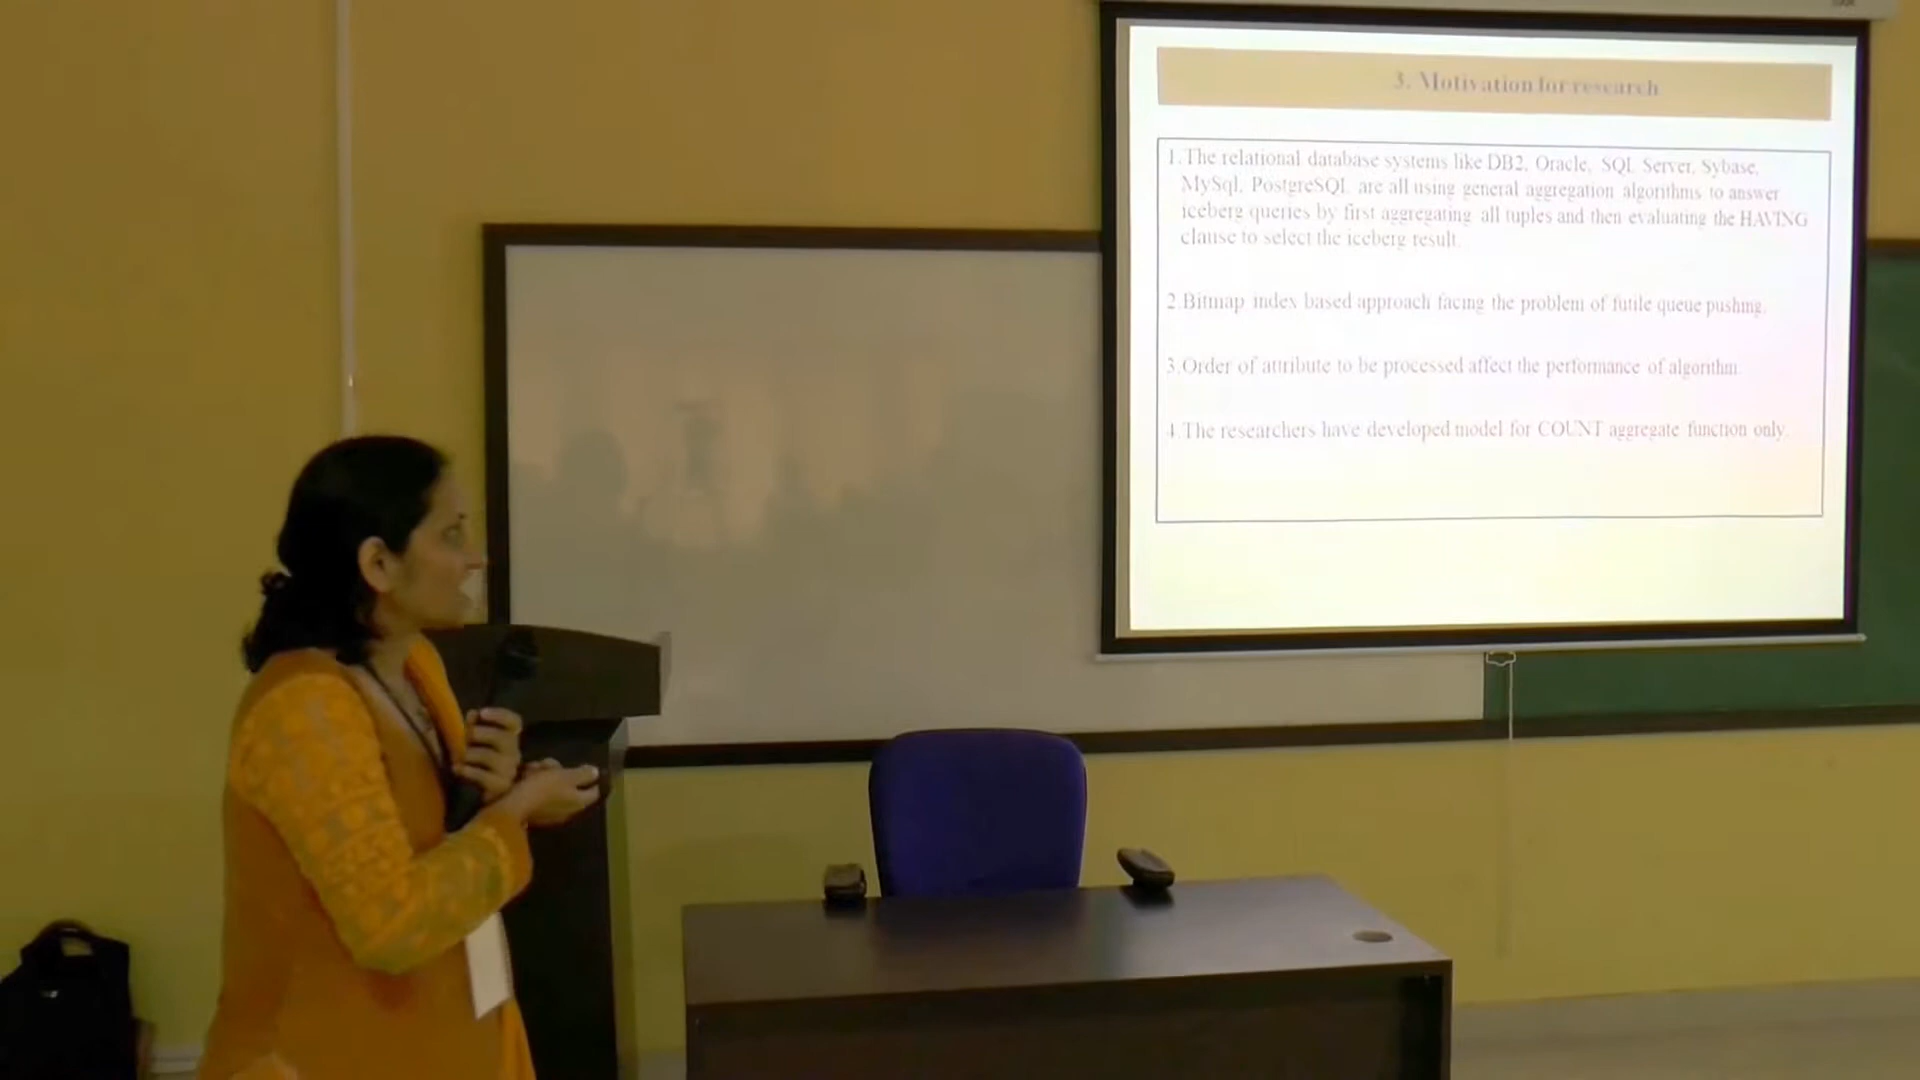 3. Motivation for research
1.The relational database systems like DB2, Oracle, SQL Server, Sybase,
MySql, PostgreSQL are all using general aggregation algorithms to answer
iceberg queries by first aggregating all tuples and then evaluating the HAVING
clause to select the iceberg result.
2.Bitmap index based approach facing the problem of futile queue pushing.
3.Order of attribute to be processed affect the performance of algorithm.
4.The researchers have developed model for COUNT aggregate function only.